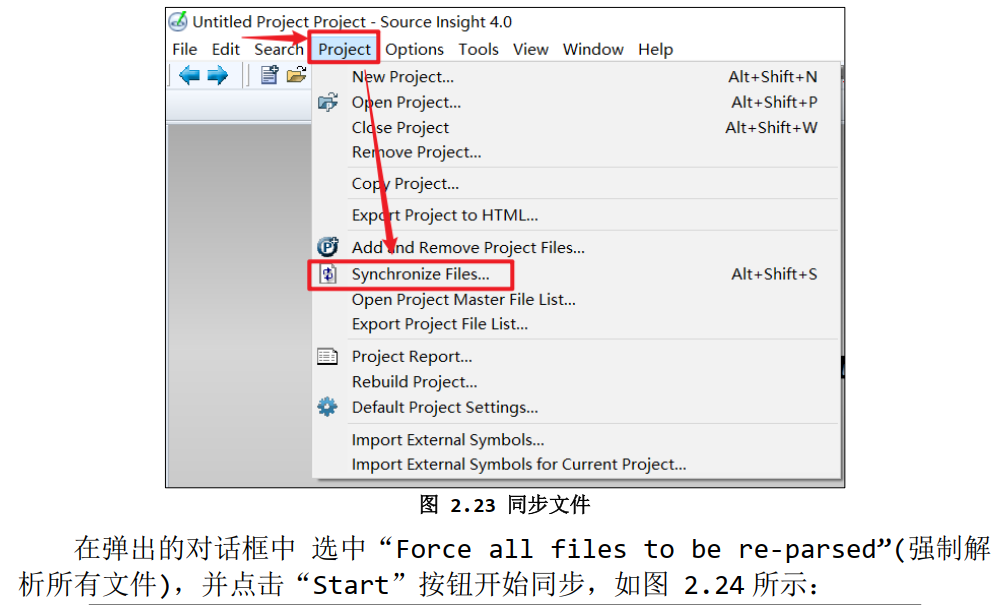 Untitled Project Project - Source Insight 4.0
File Edit Search Project Options Tools View Window Help
New Project... Alt+Shift+N
Open Project... Alt+Shift+P
Close Project Alt+Shift+W
Remove Project...
Copy Project...
Export Project to HTML...
Add and Remove Project Files...
Synchronize Files... Alt+Shift+S
Open Project Master File List...
Export Project File List...
Project Report...
Rebuild Project...
Default Project Settings...
Import External Symbols...
Import External Symbols for Current Project...
图 2.23 同步文件
在弹出的对话框中 选中“Force all files to be re-parsed”(强制解
析所有文件)，并点击“Start”按钮开始同步，如图 2.24 所示：